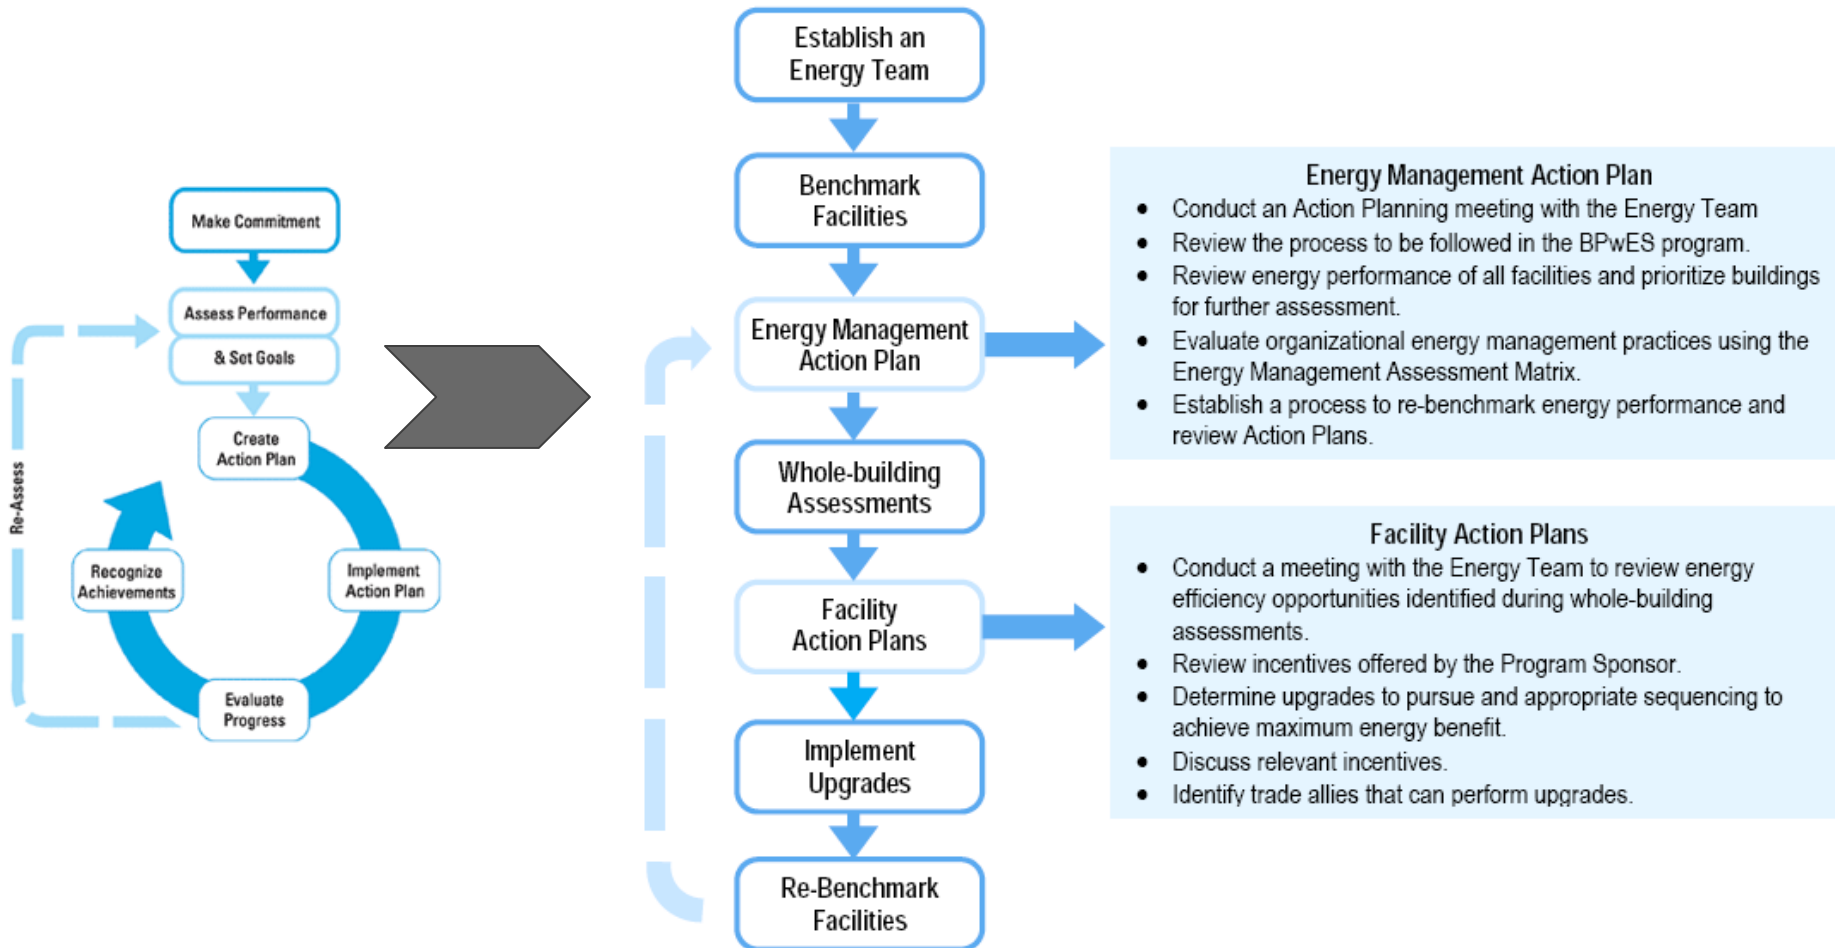 Make Commitment
Assess Performance
& Set Goals
Create
Action Plan
Implement
Action Plan
Evaluate
Progress
Recognize
Achievements
Re-Assess
Establish an
Energy Team
Benchmark
Facilities
Energy Management
Action Plan
Whole-building
Assessments
Facility
Action Plans
Implement
Upgrades
Re-Benchmark
Facilities
Energy Management Action Plan
• Conduct an Action Planning meeting with the Energy Team
• Review the process to be followed in the BPwES program.
• Review energy performance of all facilities and prioritize buildings
for further assessment.
• Evaluate organizational energy management practices using the
Energy Management Assessment Matrix.
• Establish a process to re-benchmark energy performance and
review Action Plans.
Facility Action Plans
• Conduct a meeting with the Energy Team to review energy
efficiency opportunities identified during whole-building
assessments.
• Review incentives offered by the Program Sponsor.
• Determine upgrades to pursue and appropriate sequencing to
achieve maximum energy benefit.
• Discuss relevant incentives.
• Identify trade allies that can perform upgrades.